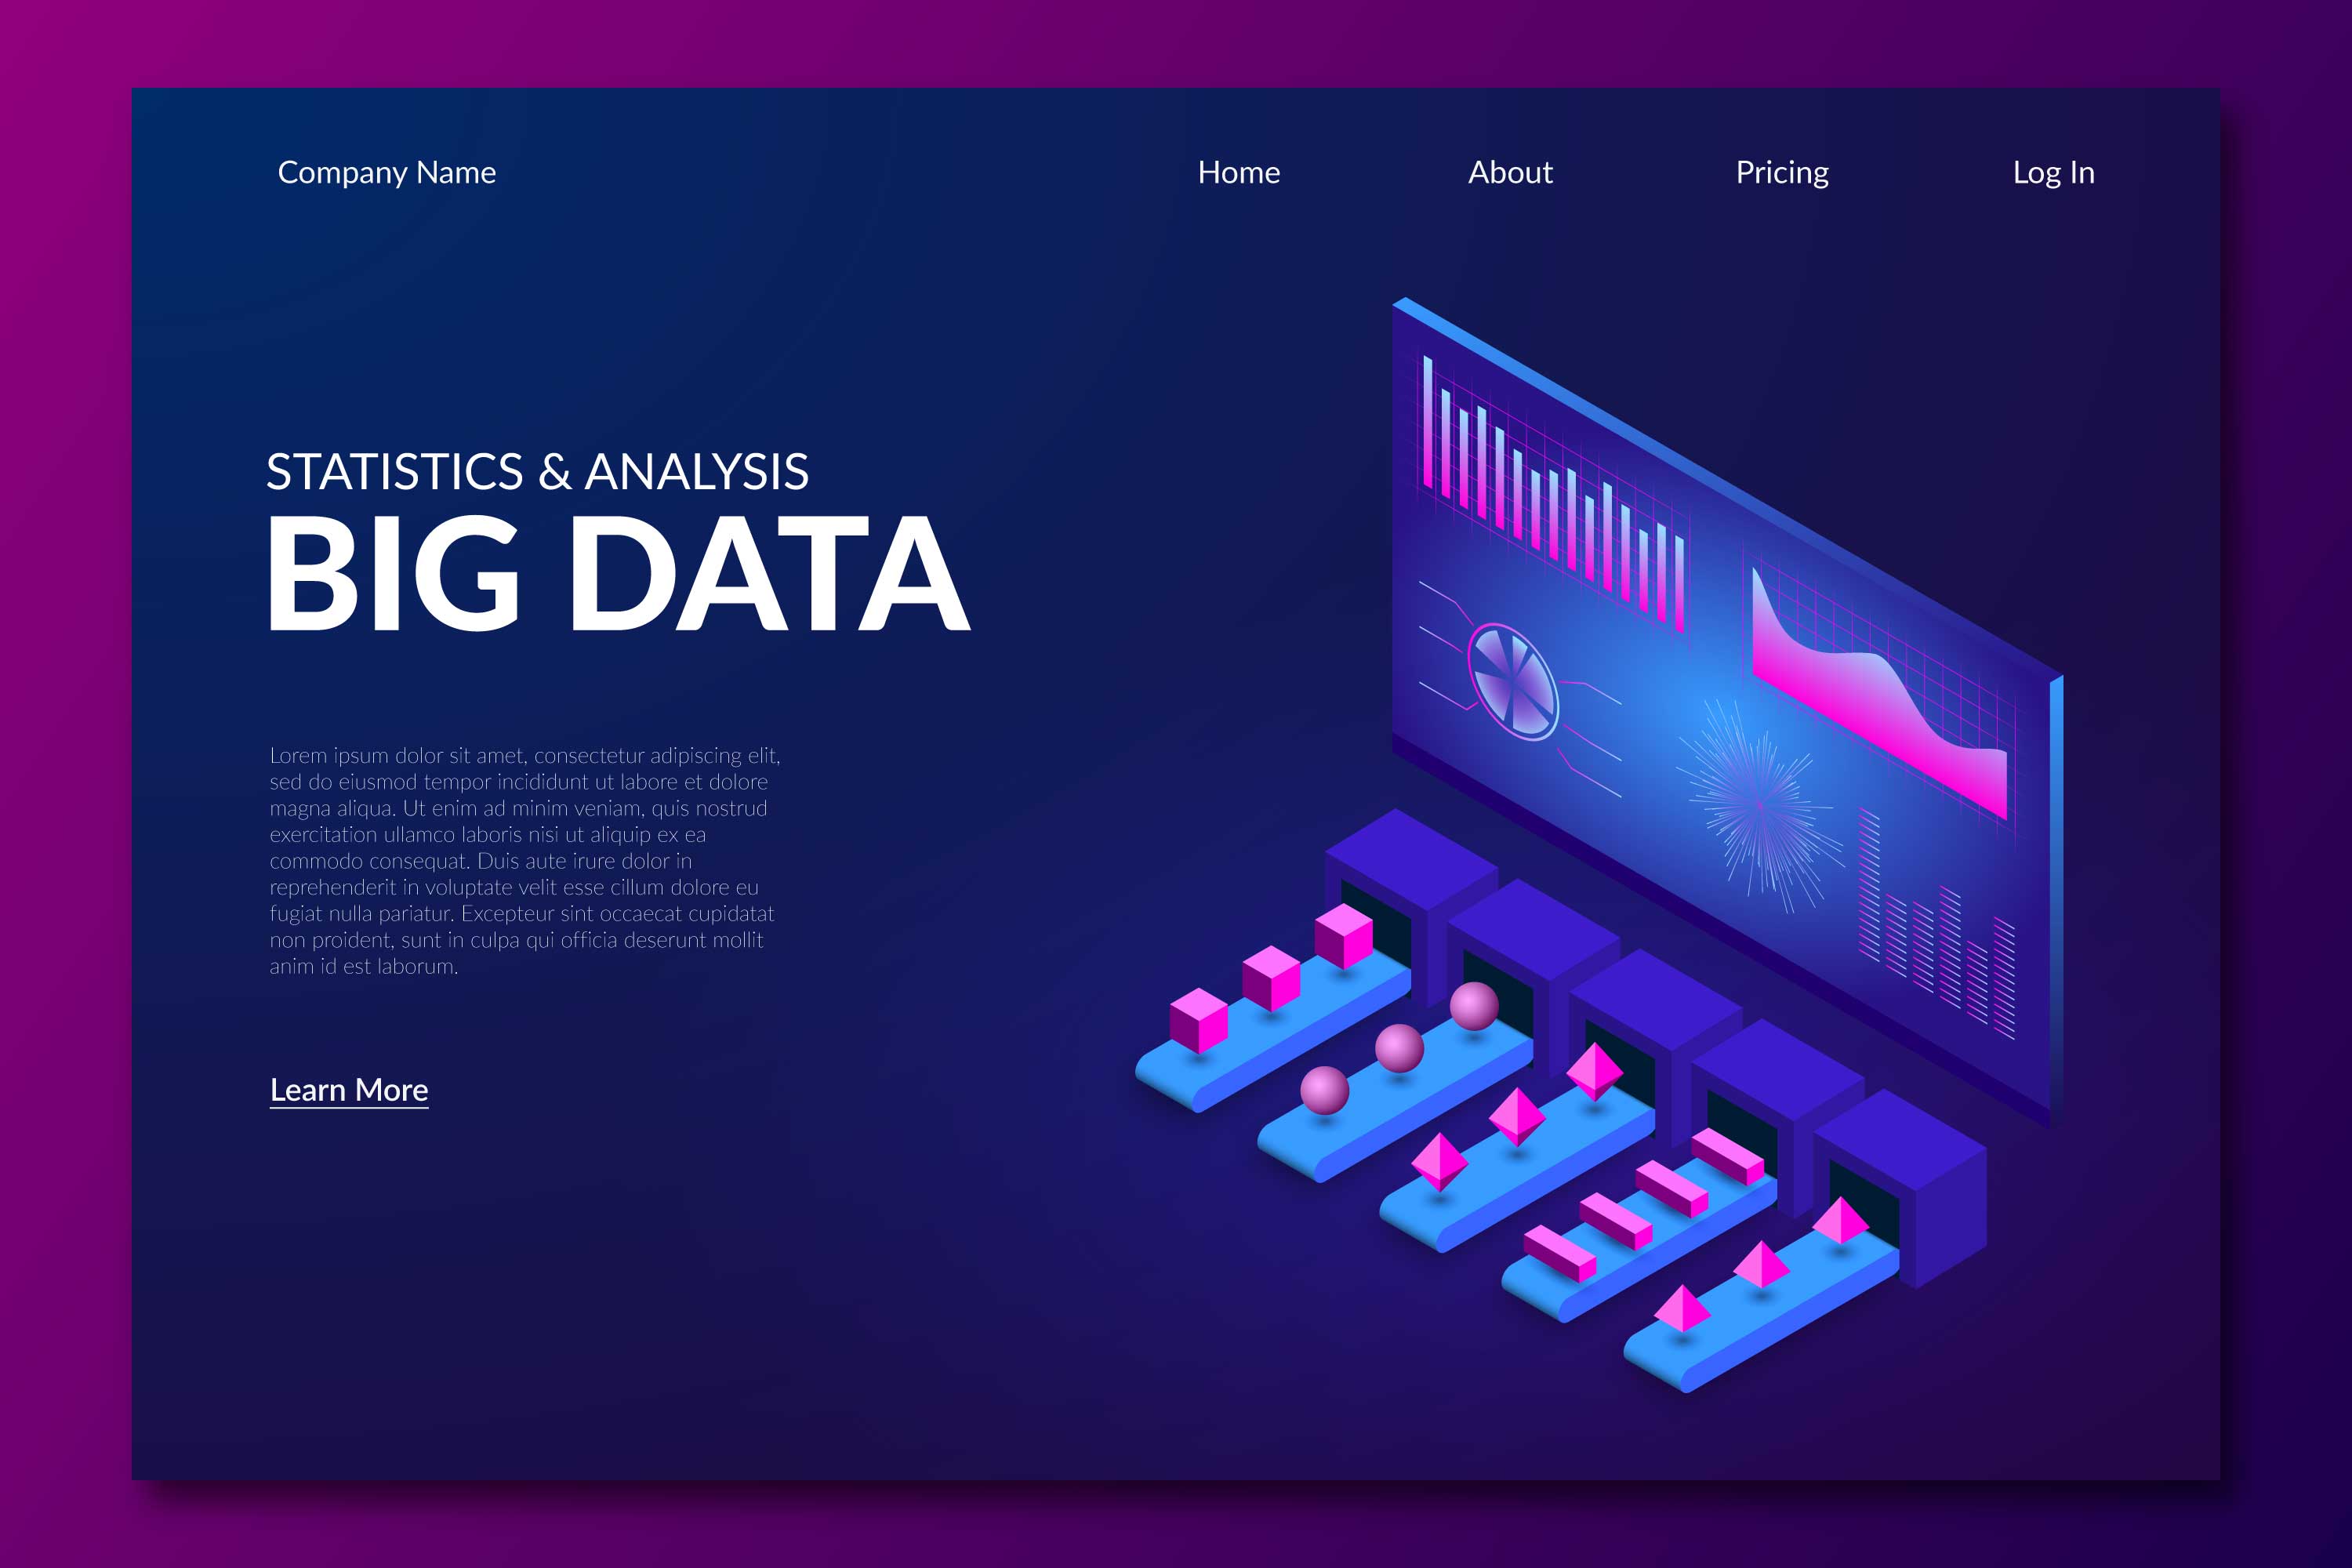 Company Name
Home
About
Pricing
Log In
STATISTICS & ANALYSIS
BIG DATA
Lorem ipsum dolor sit amet, consectetur adipiscing elit,
sed do eiusmod tempor incididunt ut labore et dolore
magna aliqua. Ut enim ad minim veniam, quis nostrud
exercitation ullamco laboris nisi ut aliquip ex ea
commodo consequat. Duis aute irure dolor in
reprehenderit in voluptate velit esse cillum dolore eu
fugiat nulla pariatur. Excepteur sint occaecat cupidatat
non proident, sunt in culpa qui officia deserunt mollit
anim id est laborum.
Learn More